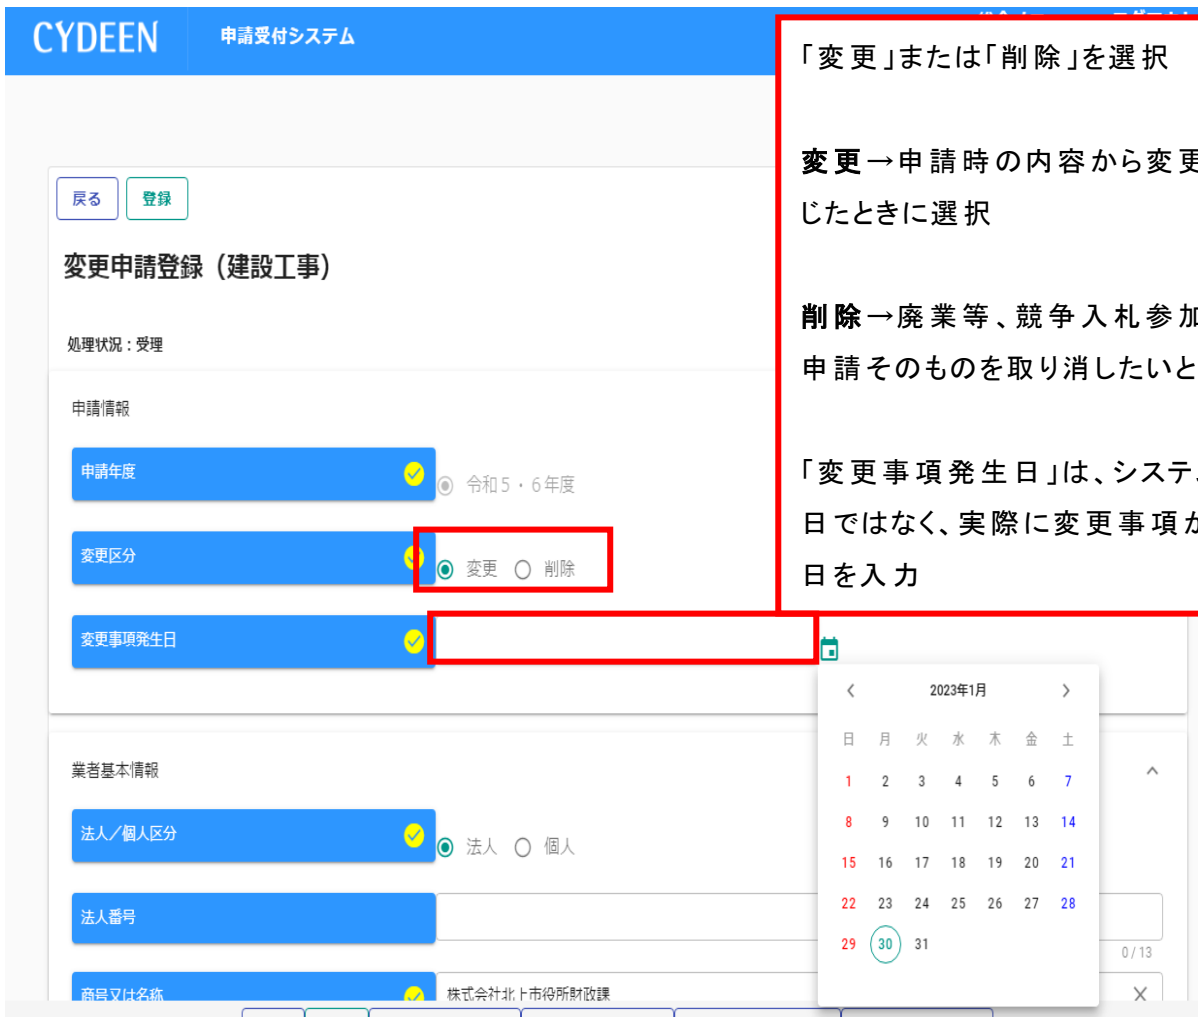 CYDEEN 申請受付システム
「変更」または「削除」を選択
変更→申請時の内容から変更
じたときに選択
削除→廃業等、競争入札参加
申請そのものを取り消したいと
「変更事項発生日」は、システ
日ではなく、実際に変更事項が
日を入力
戻る 登録
変更申請登録（建設工事）
処理状況：受理
申請情報
申請年度 令和５・６年度
変更区分 変更 削除
変更事項発生日
2023年1月
日 月 火 水 木 金 土
1 2 3 4 5 6 7
8 9 10 11 12 13 14
15 16 17 18 19 20 21
22 23 24 25 26 27 28
29 30 31
業者基本情報
法人／個人区分 法人 個人
法人番号
0 / 13
商号又は名称 株式会社北上市役所財政課